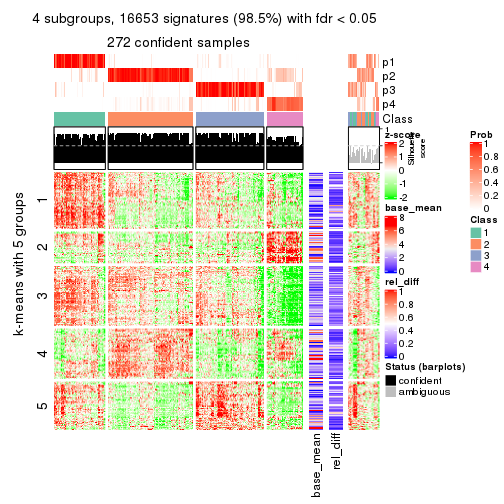 4 subgroups, 16653 signatures (98.5%) with fdr < 0.05
272 confident samples
p1
p2
p3
p4
Class
1
Silhouette
score
k-means with 5 groups
1
2
3
4
5
base_mean
rel_diff
z-score
2
1
0
-1
-2
base_mean
8
6
4
2
0
rel_diff
1
0.8
0.6
0.4
0.2
0
Status (barplots)
confident
ambiguous
Prob
1
0.8
0.6
0.4
0.2
0
Class
1
2
3
4